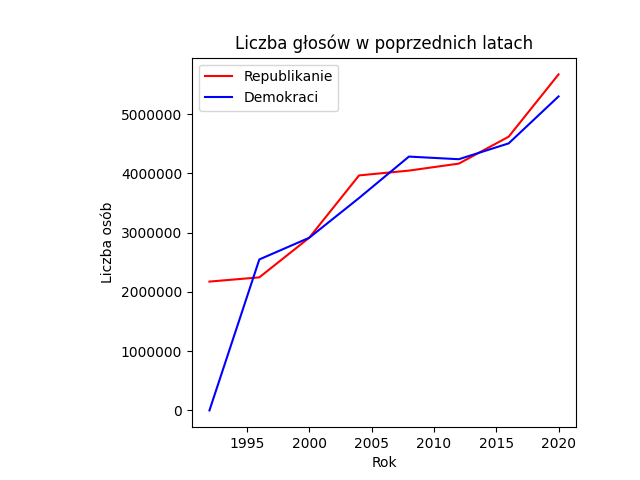 Liczba głosów w poprzednich latach
Republikanie
Demokraci
5000000
4000000
3000000
2000000
1000000
0
Liczba osób
1995
2000
2005
2010
2015
2020
Rok